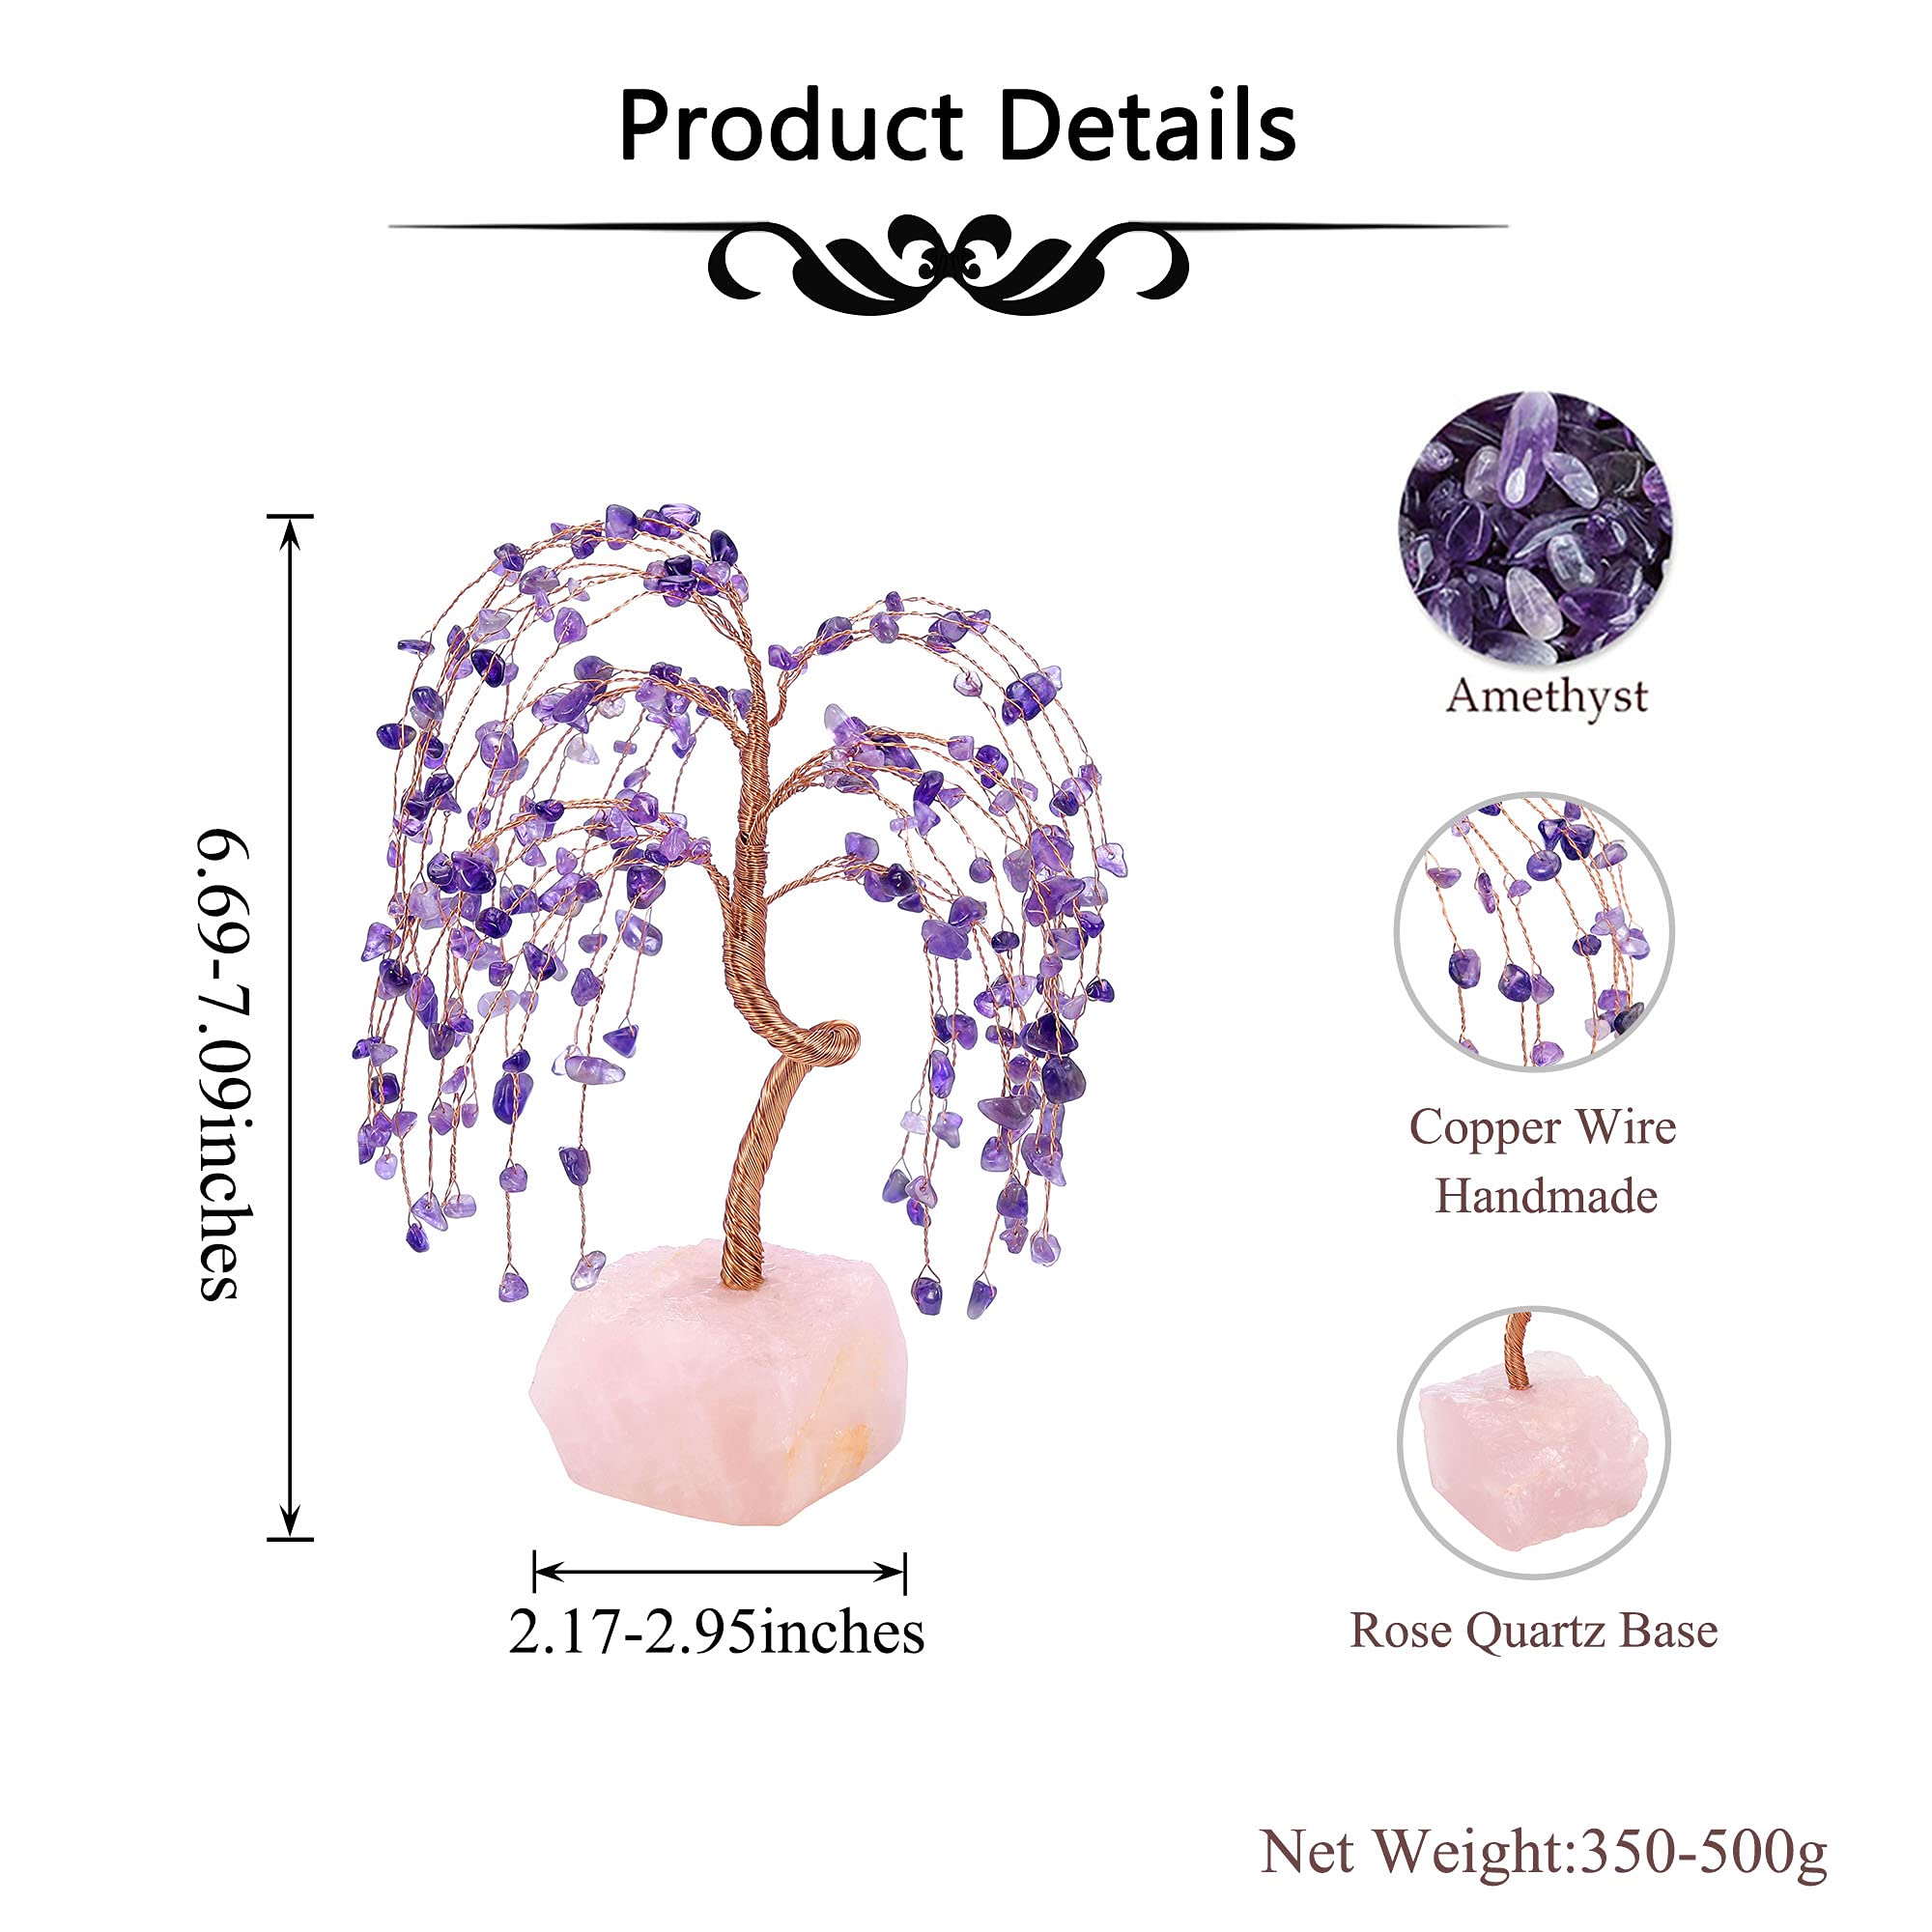 Product Details
6.69-7.09inches
2.17-2.95inches
Amethyst
Copper Wire
Handmade
Rose Quartz Base
Net Weight:350-500g